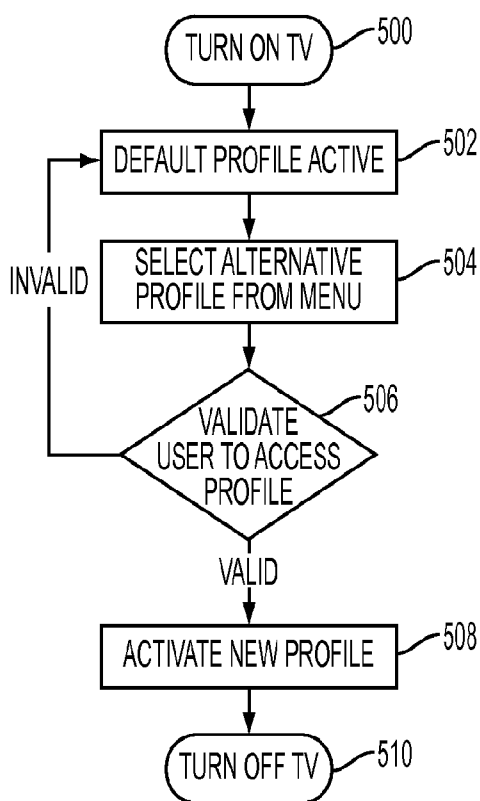 TURN ON TV
500
DEFAULT PROFILE ACTIVE
502
SELECT ALTERNATIVE
PROFILE FROM MENU
504
INVALID
506
VALIDATE
USER TO ACCESS
PROFILE
VALID
ACTIVATE NEW PROFILE
508
TURN OFF TV
510